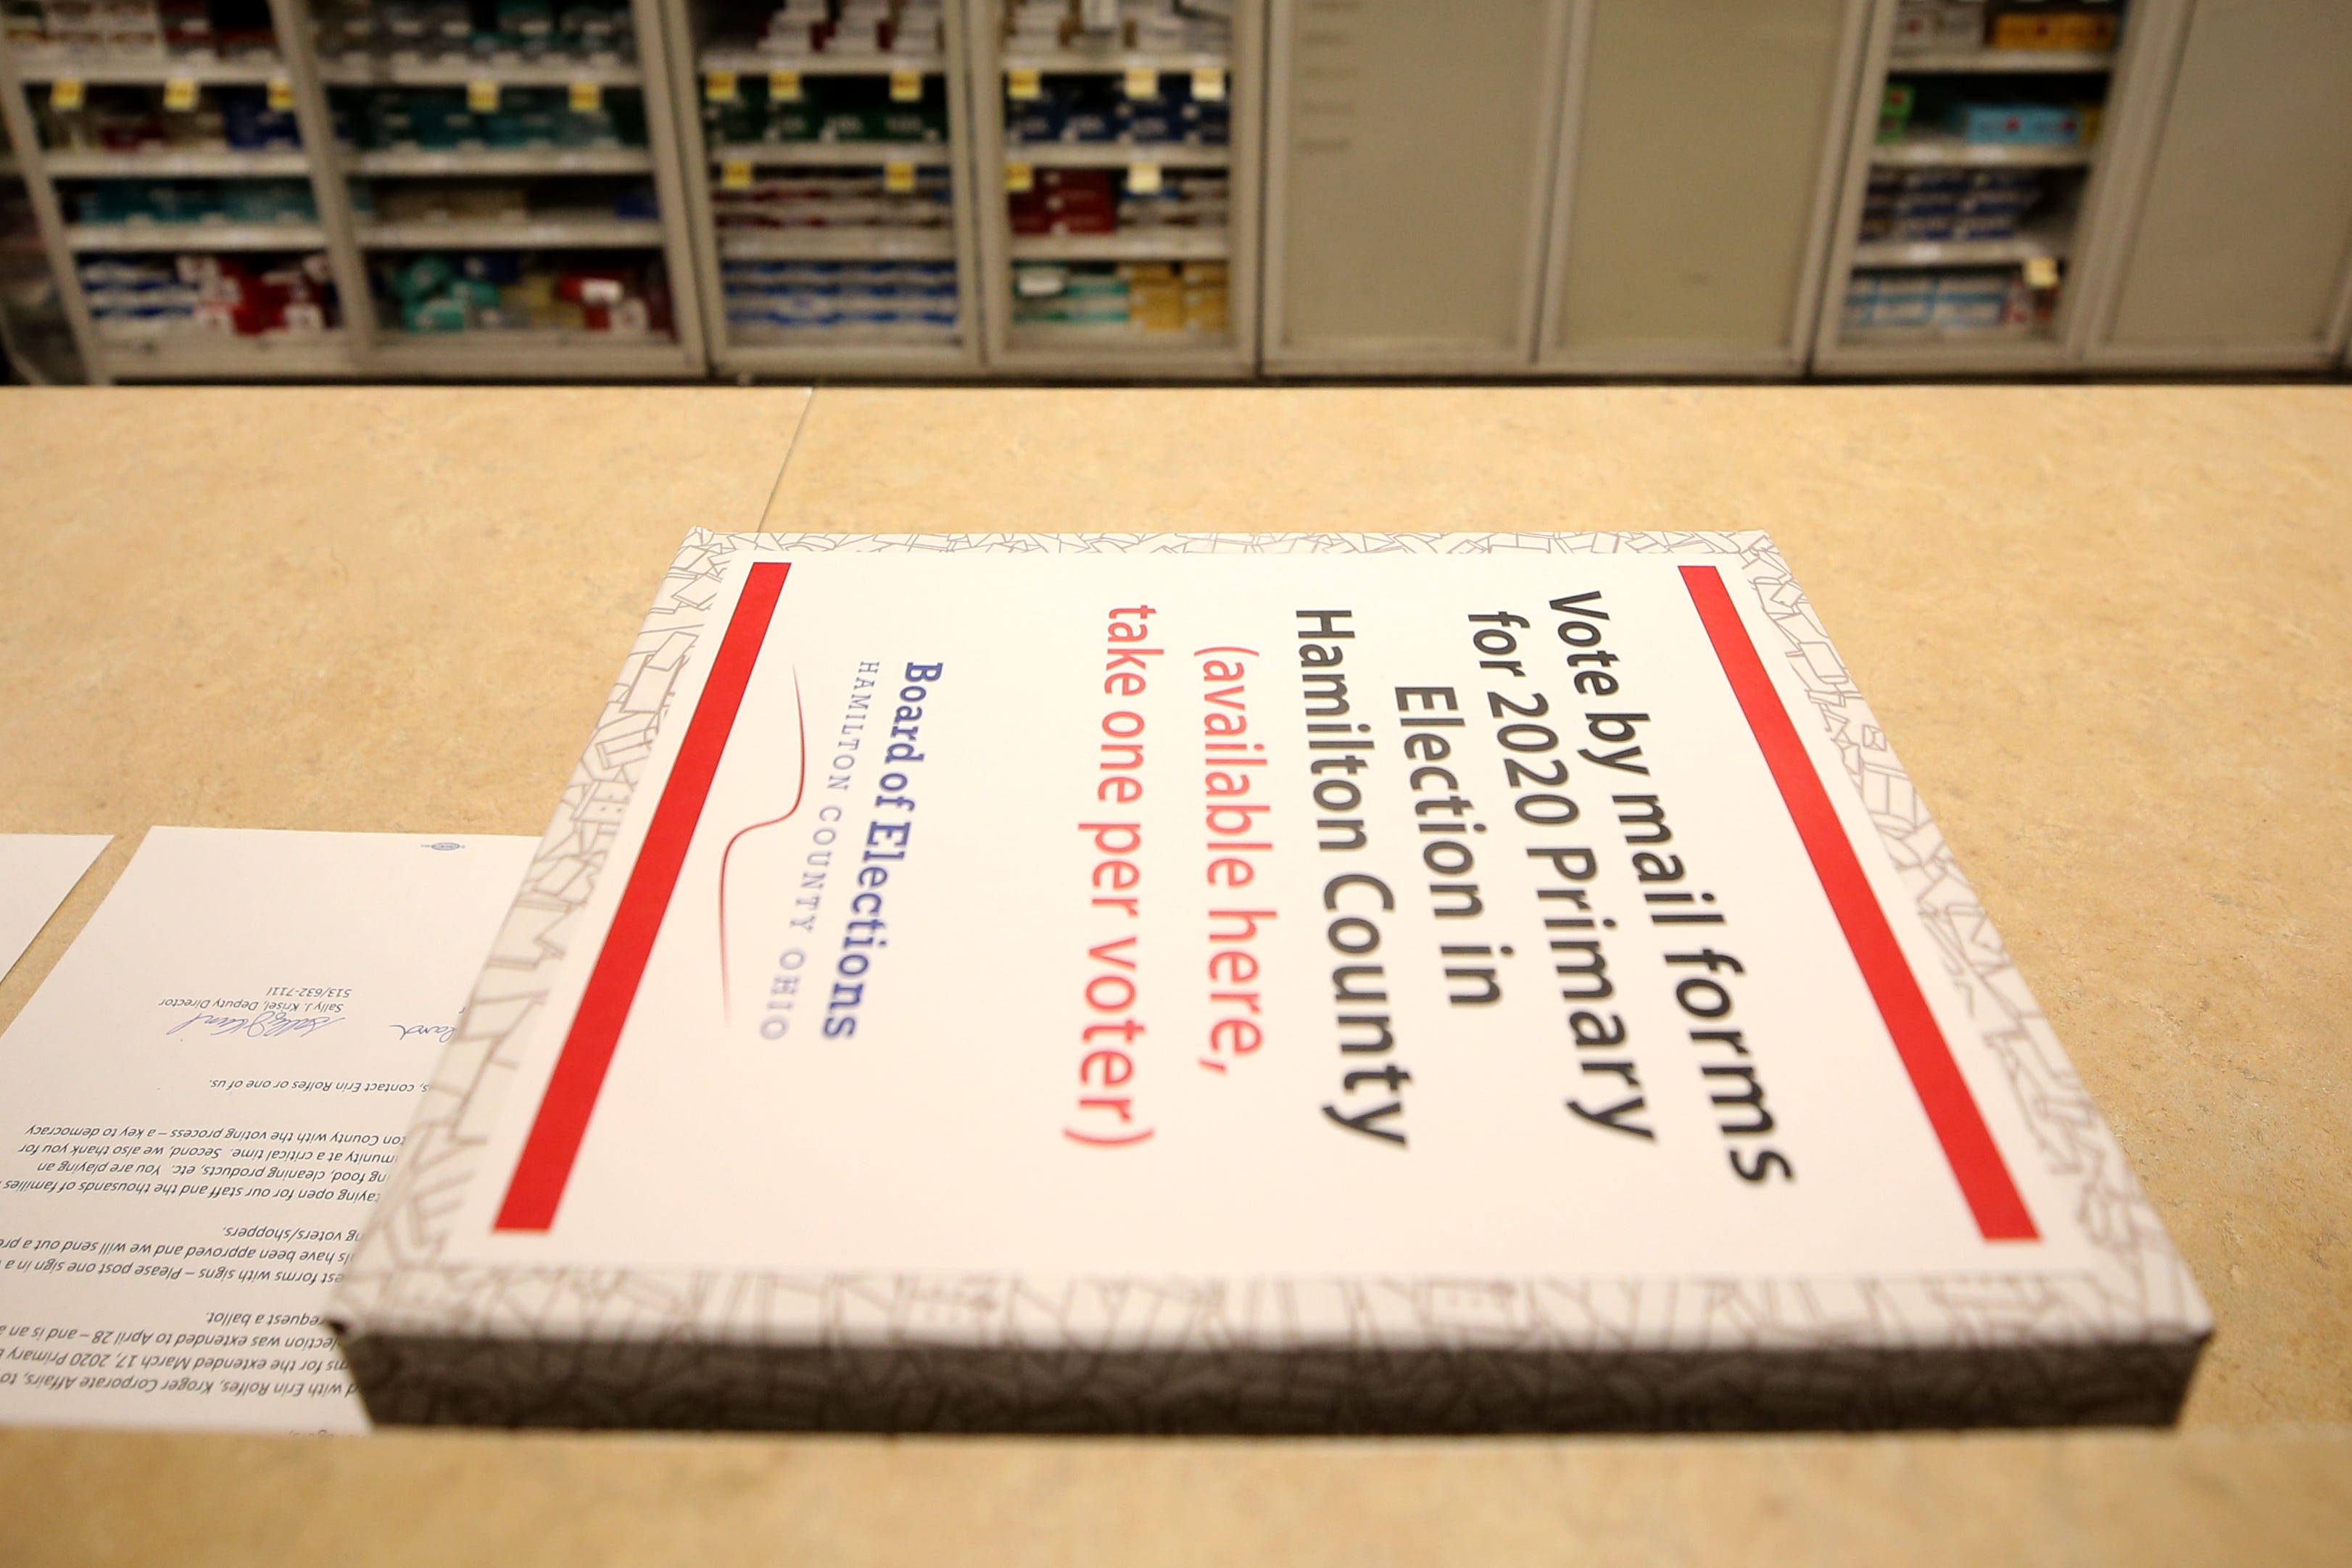 Vote by mail forms
for 2020 Primary
Election in
Hamilton County
(available here,
take one per voter)
Board of Elections
HAMILTON COUNTY OHIO
d with Erin Rolfes, Kroger Corporate Affairs, to
ms for the extended March 17, 2020 Primary
lection was extended to April 28 – and is an a
request a ballot.
est forms with signs – Please post one sign in a
ls have been approved and we will send out a pre
ng voters/shoppers.
taying open for our staff and the thousands of families
ng food, cleaning products, etc. You are playing an
munity at a critical time. Second, we also thank you for
ton County with the voting process – a key to democracy
s, contact Erin Rolfes or one of us.
Sally J. Krisel, Deputy Director
513/632-7111